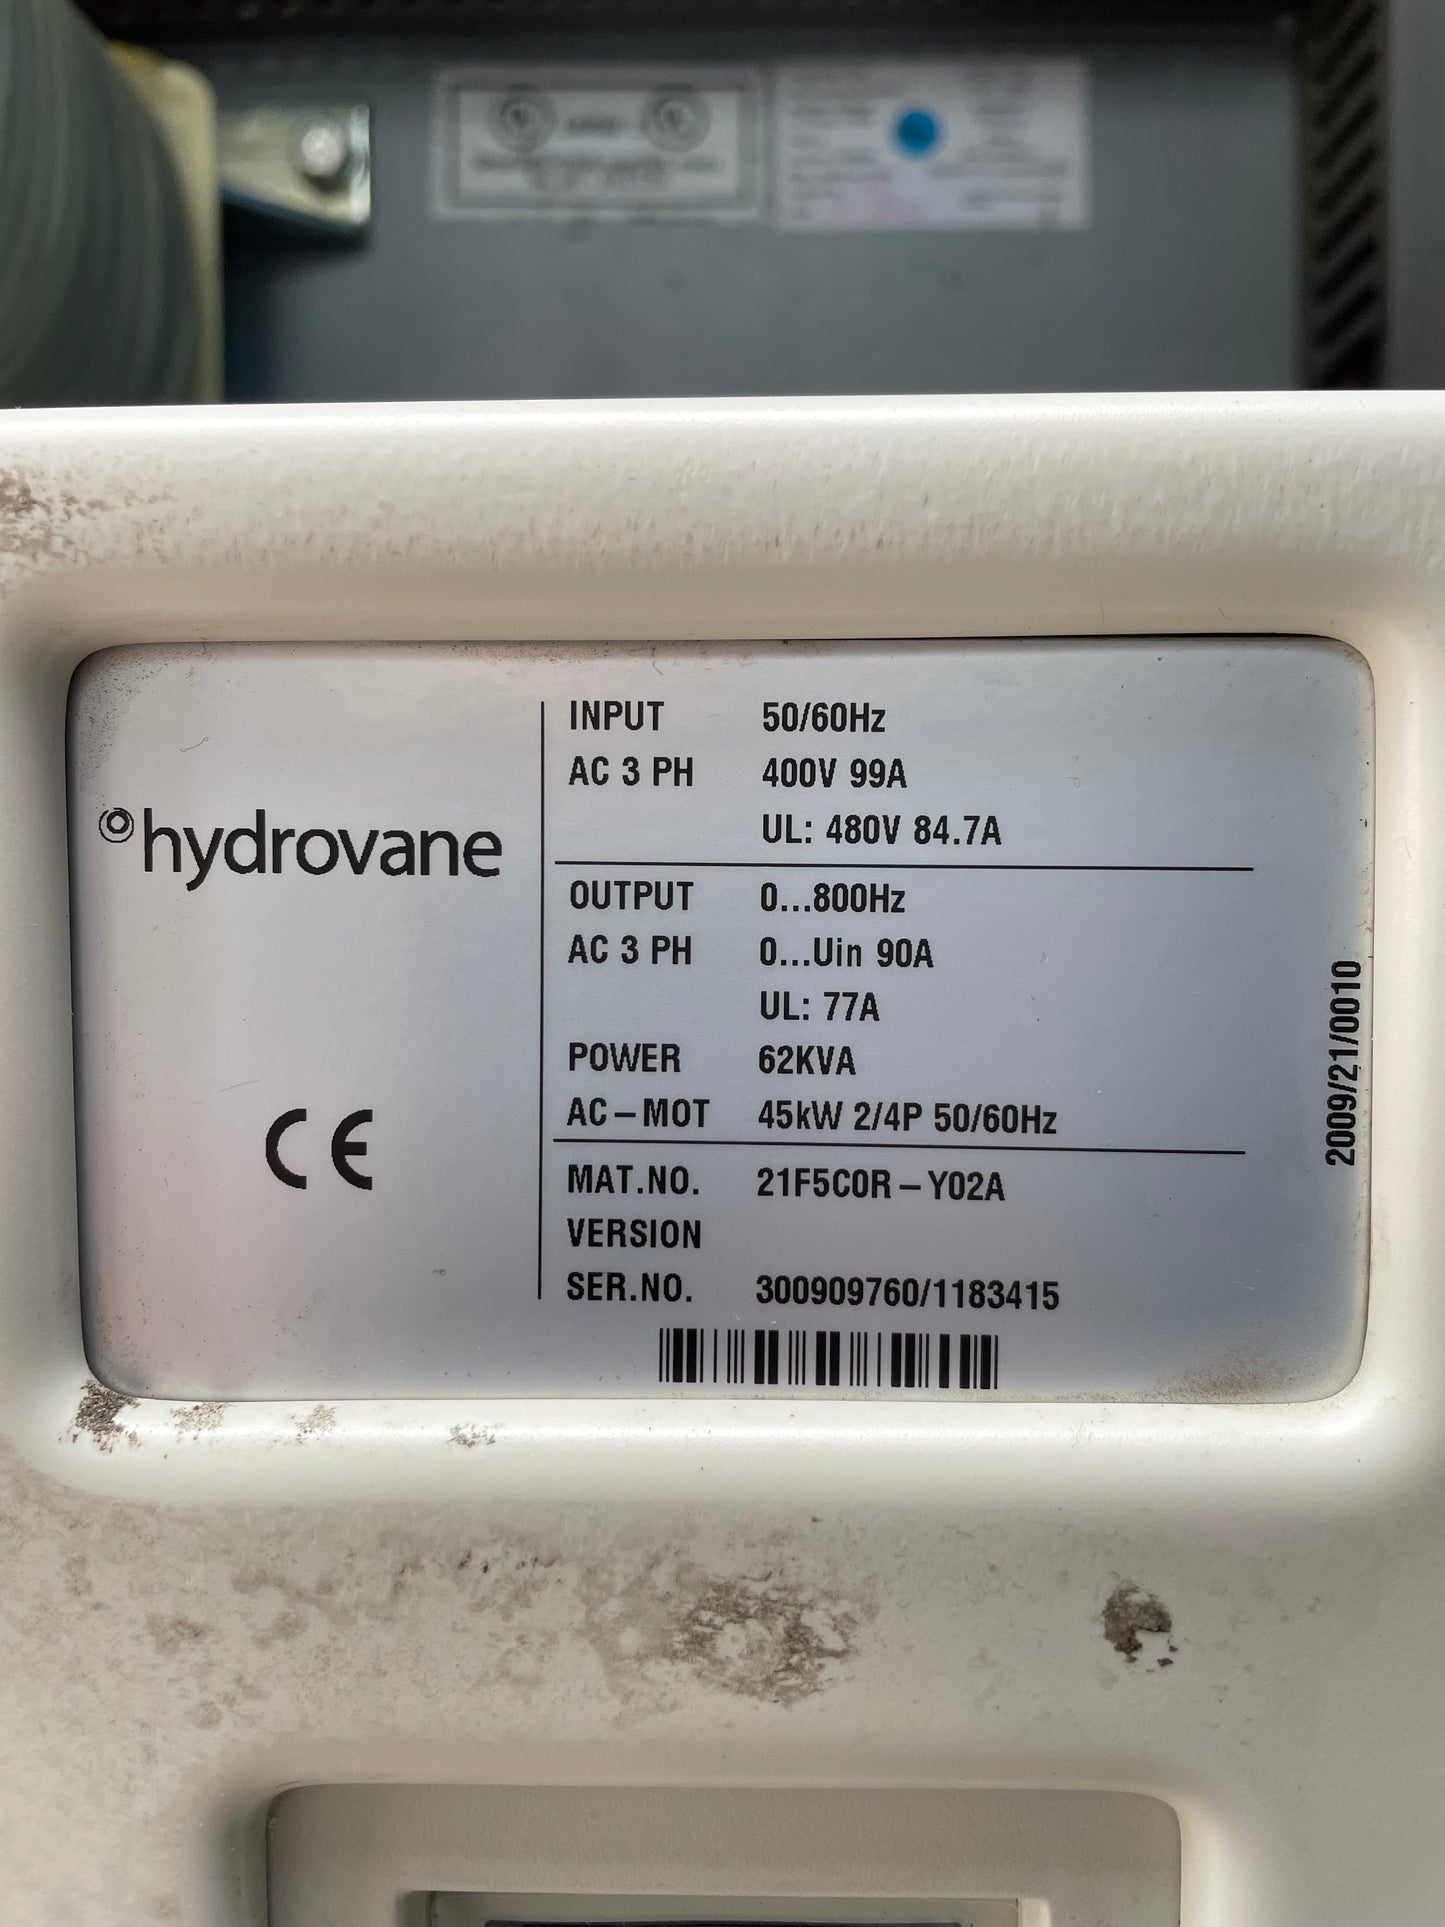 hydrovane
CE
INPUT 50/60Hz
AC 3 PH 400V 99A
UL: 480V 84.7A
OUTPUT 0...800Hz
AC 3 PH 0...Uin 90A
UL: 77A
POWER 62KVA
AC-MOT 45kW 2/4P 50/60Hz
MAT.NO. 21F5C0R-Y02A
VERSION
SER.NO. 300909760/1183415
2009/21/0010